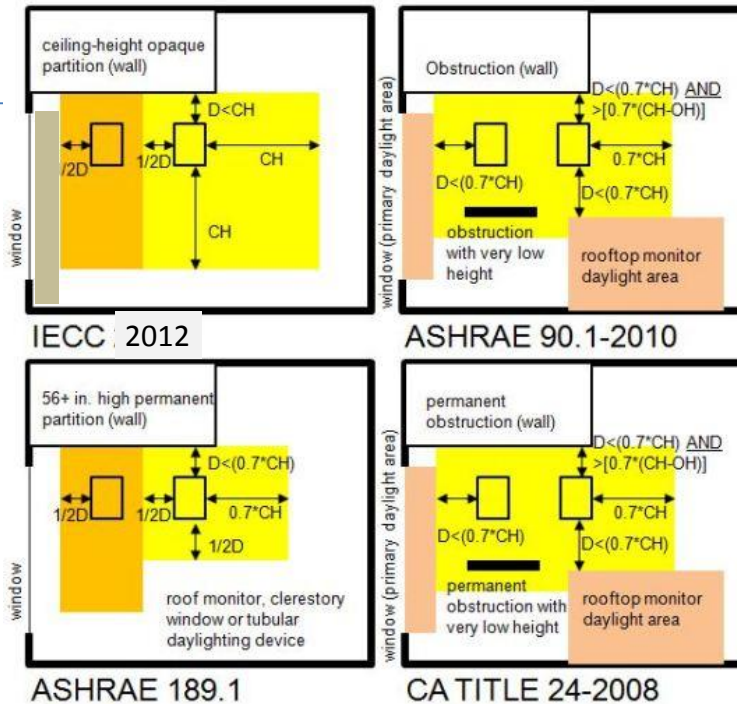 ceiling-height opaque
partition (wall)
D<CH
1/2D
1/2D
CH
CH
window
IECC 2012
Obstruction (wall)
D<(0.7*CH) AND
>[0.7*(CH-OH)]
0.7*CH
D<(0.7*CH)
D<(0.7*CH)
obstruction
with very low
height
rooftop monitor
daylight area
window (primary daylight area)
ASHRAE 90.1-2010
56+ in. high permanent
partition (wall)
D<(0.7*CH)
1/2D
1/2D
0.7*CH
1/2D
roof monitor, clerestory
window or tubular
daylighting device
window
ASHRAE 189.1
permanent
obstruction (wall)
D<(0.7*CH) AND
>[0.7*(CH-OH)]
0.7*CH
D<(0.7*CH)
D<(0.7*CH)
permanent
obstruction with
very low height
rooftop monitor
daylight area
window (primary daylight area)
CA TITLE 24-2008